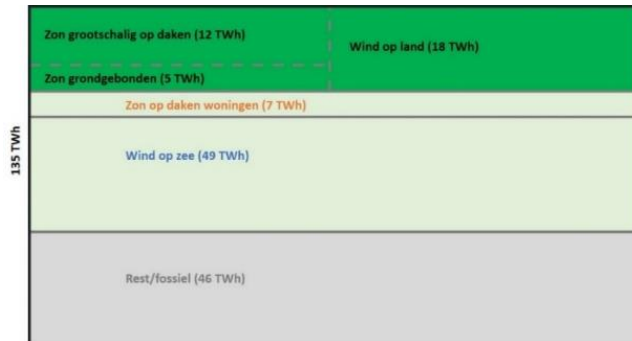 Zon grootschalig op daken (12 TWh)
Wind op land (18 TWh)
Zon grondgebonden (5 TWh)
Zon op daken woningen (7 TWh)
135 TWh
Wind op zee (49 TWh)
Rest/fossiel (46 TWh)